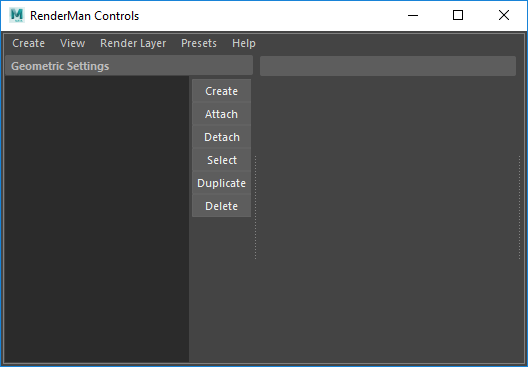 RenderMan Controls
Create View Render Layer Presets Help
Geometric Settings
Create
Attach
Detach
Select
Duplicate
Delete